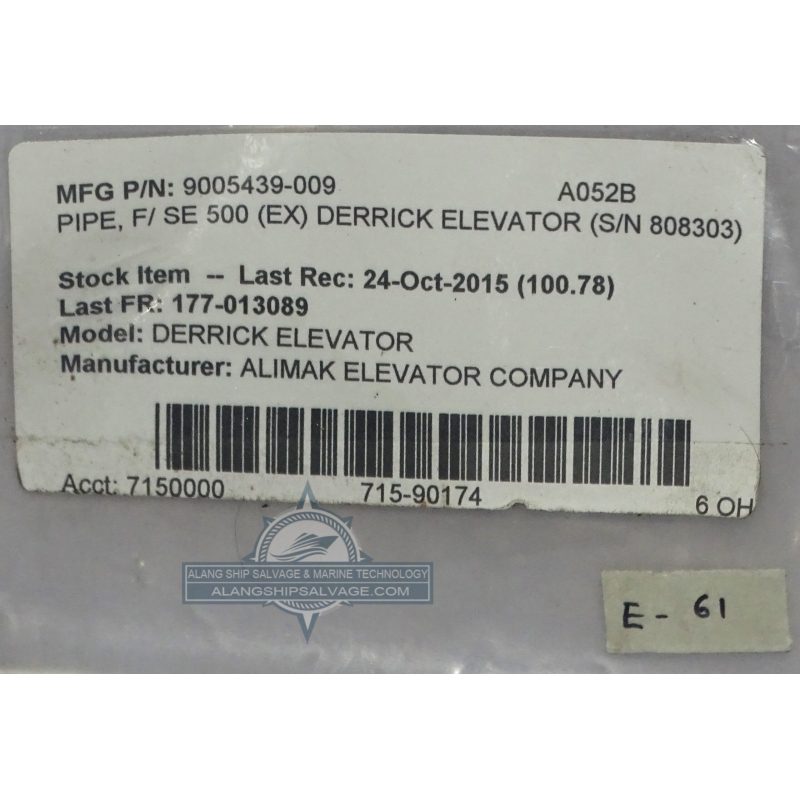 MFG P/N: 9005439-009 A052B
PIPE, F/ SE 500 (EX) DERRICK ELEVATOR (S/N 808303)
Stock Item -- Last Rec: 24-Oct-2015 (100.78)
Last FR: 177-013089
Model: DERRICK ELEVATOR
Manufacturer: ALIMAK ELEVATOR COMPANY
Acct: 7150000 715-90174 6 OH
ALANG SHIP SALVAGE & MARINE TECHNOLOGY
ALANGSHIPSALVAGE.COM
E - 61